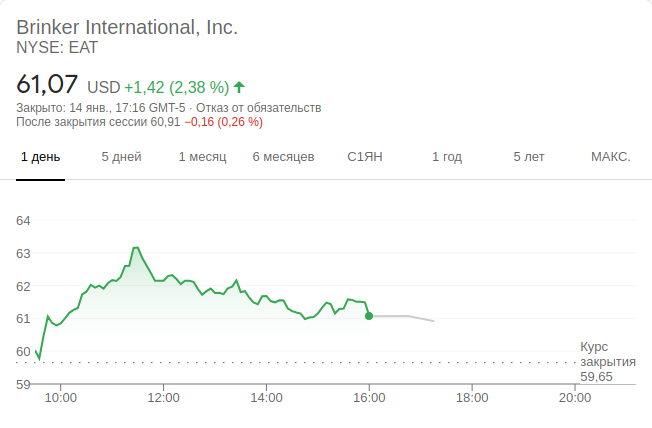 Brinker International, Inc.
NYSE: EAT
61,07 USD +1,42 (2,38 %)
Закрыто: 14 янв., 17:16 GMT-5 · Отказ от обязательств
После закрытия сессии 60,91 −0,16 (0,26 %)
1 день 5 дней 1 месяц 6 месяцев С1ЯН 1 год 5 лет МАКС.
64
63
62
61
60
59
Курс
закрытия
59,65
10:00 12:00 14:00 16:00 18:00 20:00